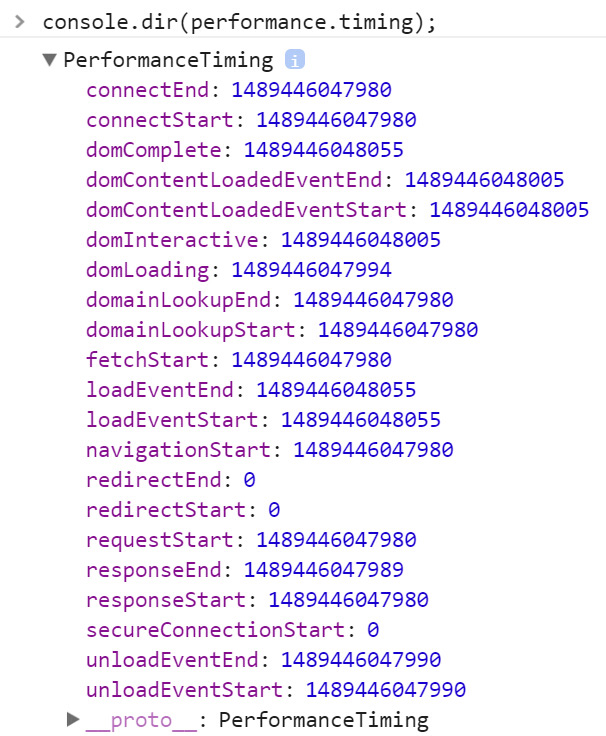 > console.dir(performance.timing);
▼ PerformanceTiming i
connectEnd: 1489446047980
connectStart: 1489446047980
domComplete: 1489446048055
domContentLoadedEventEnd: 1489446048005
domContentLoadedEventStart: 1489446048005
domInteractive: 1489446048005
domLoading: 1489446047994
domainLookupEnd: 1489446047980
domainLookupStart: 1489446047980
fetchStart: 1489446047980
loadEventEnd: 1489446048055
loadEventStart: 1489446048055
navigationStart: 1489446047980
redirectEnd: 0
redirectStart: 0
requestStart: 1489446047980
responseEnd: 1489446047989
responseStart: 1489446047980
secureConnectionStart: 0
unloadEventEnd: 1489446047990
unloadEventStart: 1489446047990
▶ __proto__: PerformanceTiming